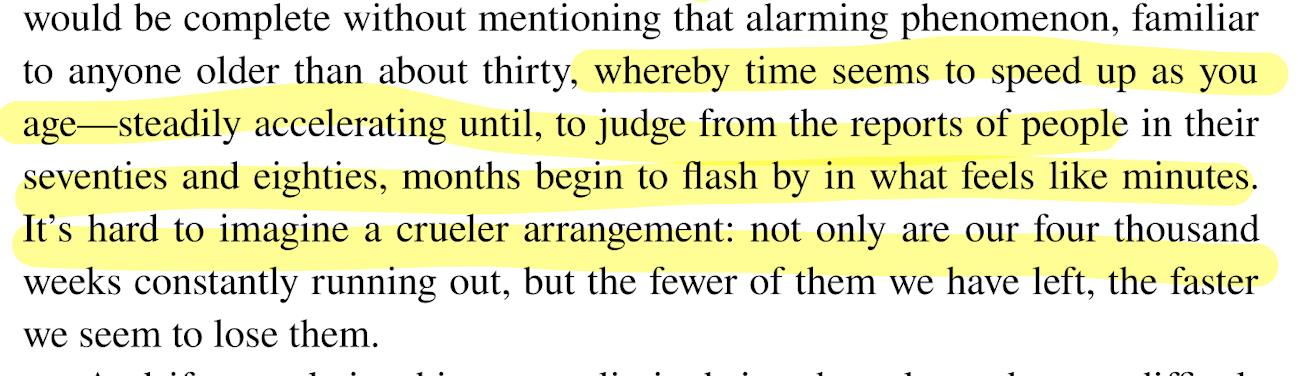 would be complete without mentioning that alarming phenomenon, familiar
to anyone older than about thirty, whereby time seems to speed up as you
age—steadily accelerating until, to judge from the reports of people in their
seventies and eighties, months begin to flash by in what feels like minutes.
It’s hard to imagine a crueler arrangement: not only are our four thousand
weeks constantly running out, but the fewer of them we have left, the faster
we seem to lose them.